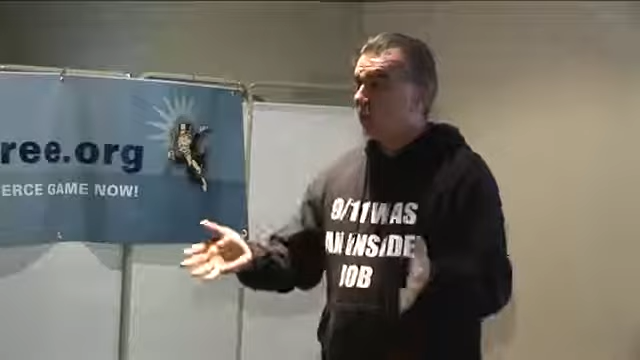 ree.org
ERCE GAME NOW!
9/11 WAS
AN INSIDE
JOB